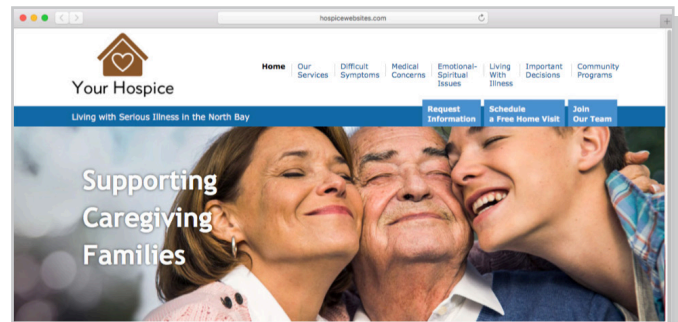 hospicewebsites.com
Your Hospice
Home
Our
Services
Difficult
Symptoms
Medical
Concerns
Emotional-
Spiritual
Issues
Living
With
Illness
Important
Decisions
Community
Programs
Living with Serious Illness in the North Bay
Request
Information
Schedule
a Free Home Visit
Join
Our Team
Supporting
Caregiving
Families